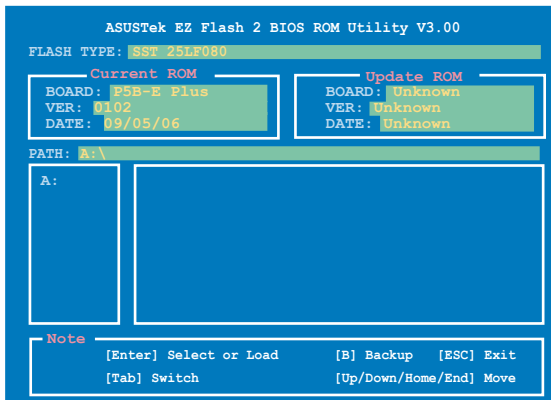 ASUSTek EZ Flash 2 BIOS ROM Utility V3.00
FLASH TYPE: SST 25LF080
Current ROM
BOARD: P5B-E Plus
VER: 0102
DATE: 09/05/06
Update ROM
BOARD: Unknown
VER: Unknown
DATE: Unknown
PATH: A:\
A:
Note
[Enter] Select or Load [B] Backup [ESC] Exit
[Tab] Switch [Up/Down/Home/End] Move